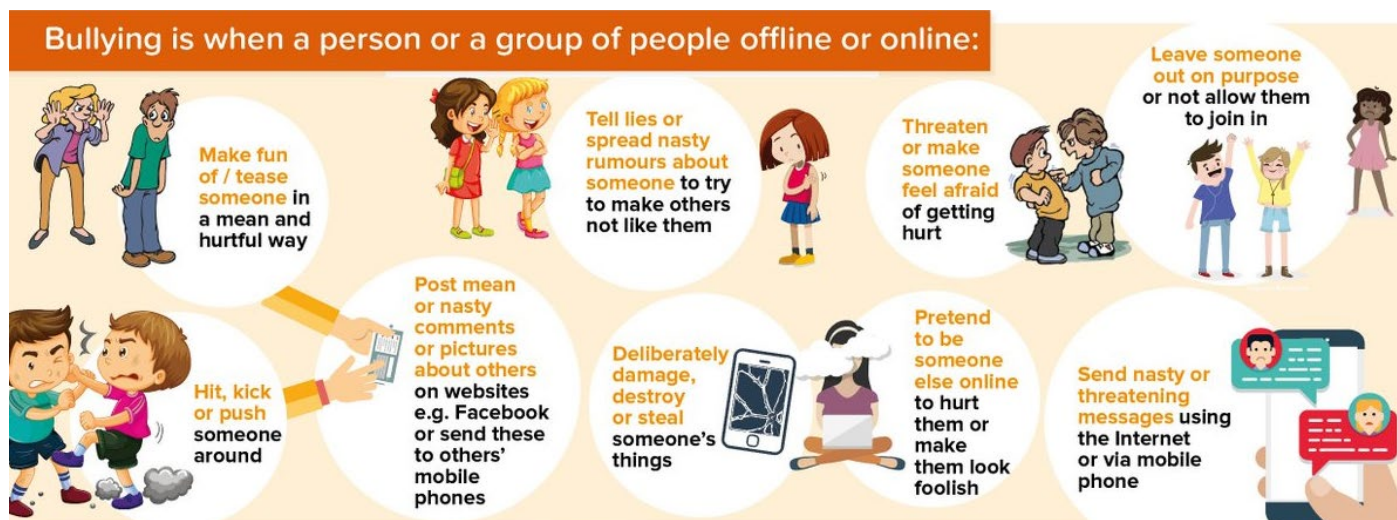 Bullying is when a person or a group of people offline or online:
Make fun
of / tease
someone in
a mean and
hurtful way
Tell lies or
spread nasty
rumours about
someone to try
to make others
not like them
Threaten
or make
someone
feel afraid
of getting
hurt
Leave someone
out on purpose
or not allow them
to join in
Hit, kick
or push
someone
around
Post mean
or nasty
comments
or pictures
about others
on websites
e.g. Facebook
or send these
to others'
mobile
phones
Deliberately
damage,
destroy
or steal
someone's
things
Pretend
to be
someone
else online
to hurt
them or
make
them look
foolish
Send nasty or
threatening
messages using
the Internet
or via mobile
phone